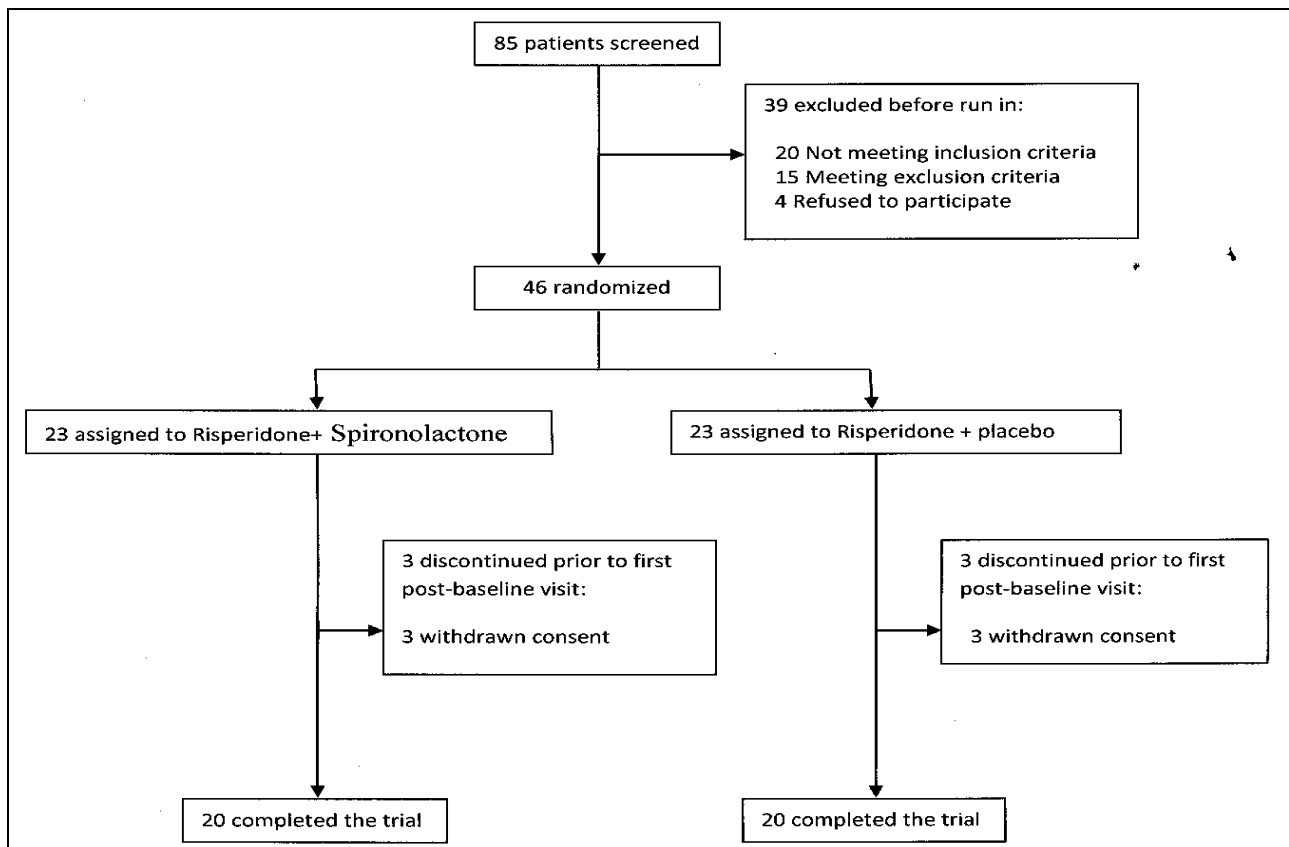 85 patients screened
39 excluded before run in:
20 Not meeting inclusion criteria
15 Meeting exclusion criteria
4 Refused to participate
46 randomized
23 assigned to Risperidone+ Spironolactone
23 assigned to Risperidone + placebo
3 discontinued prior to first
post-baseline visit:
3 withdrawn consent
3 discontinued prior to first
post-baseline visit:
3 withdrawn consent
20 completed the trial
20 completed the trial